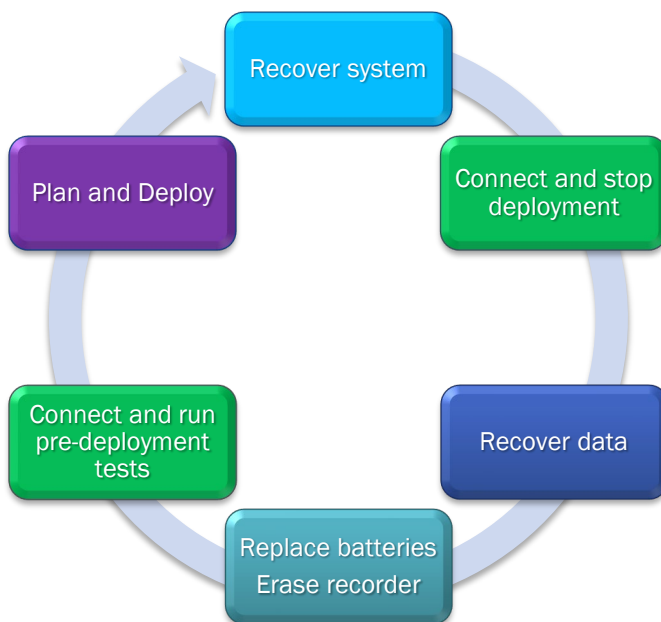 Recover system
Connect and stop
deployment
Recover data
Replace batteries
Erase recorder
Connect and run
pre-deployment
tests
Plan and Deploy